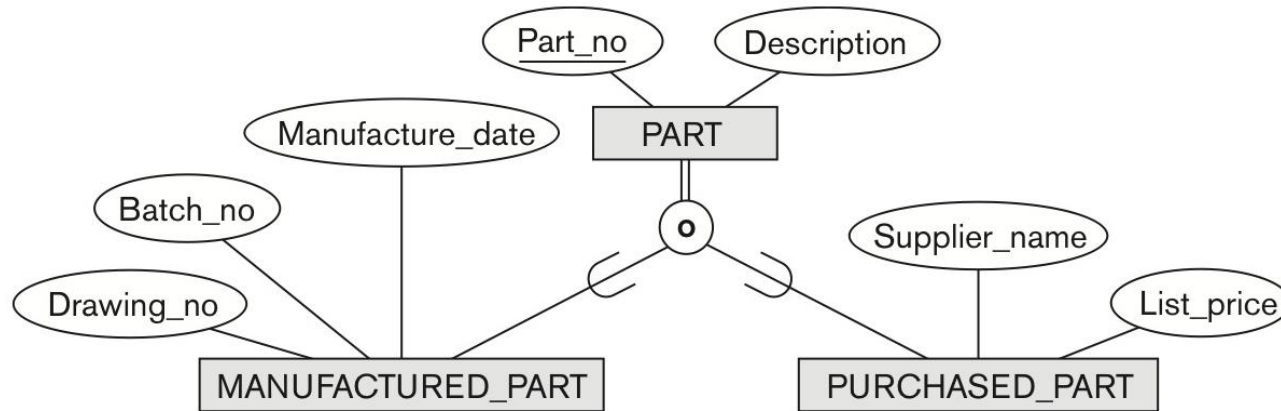 Part_no
Description
PART
Manufacture_date
Batch_no
Drawing_no
o
Supplier_name
List_price
MANUFACTURED_PART
PURCHASED_PART